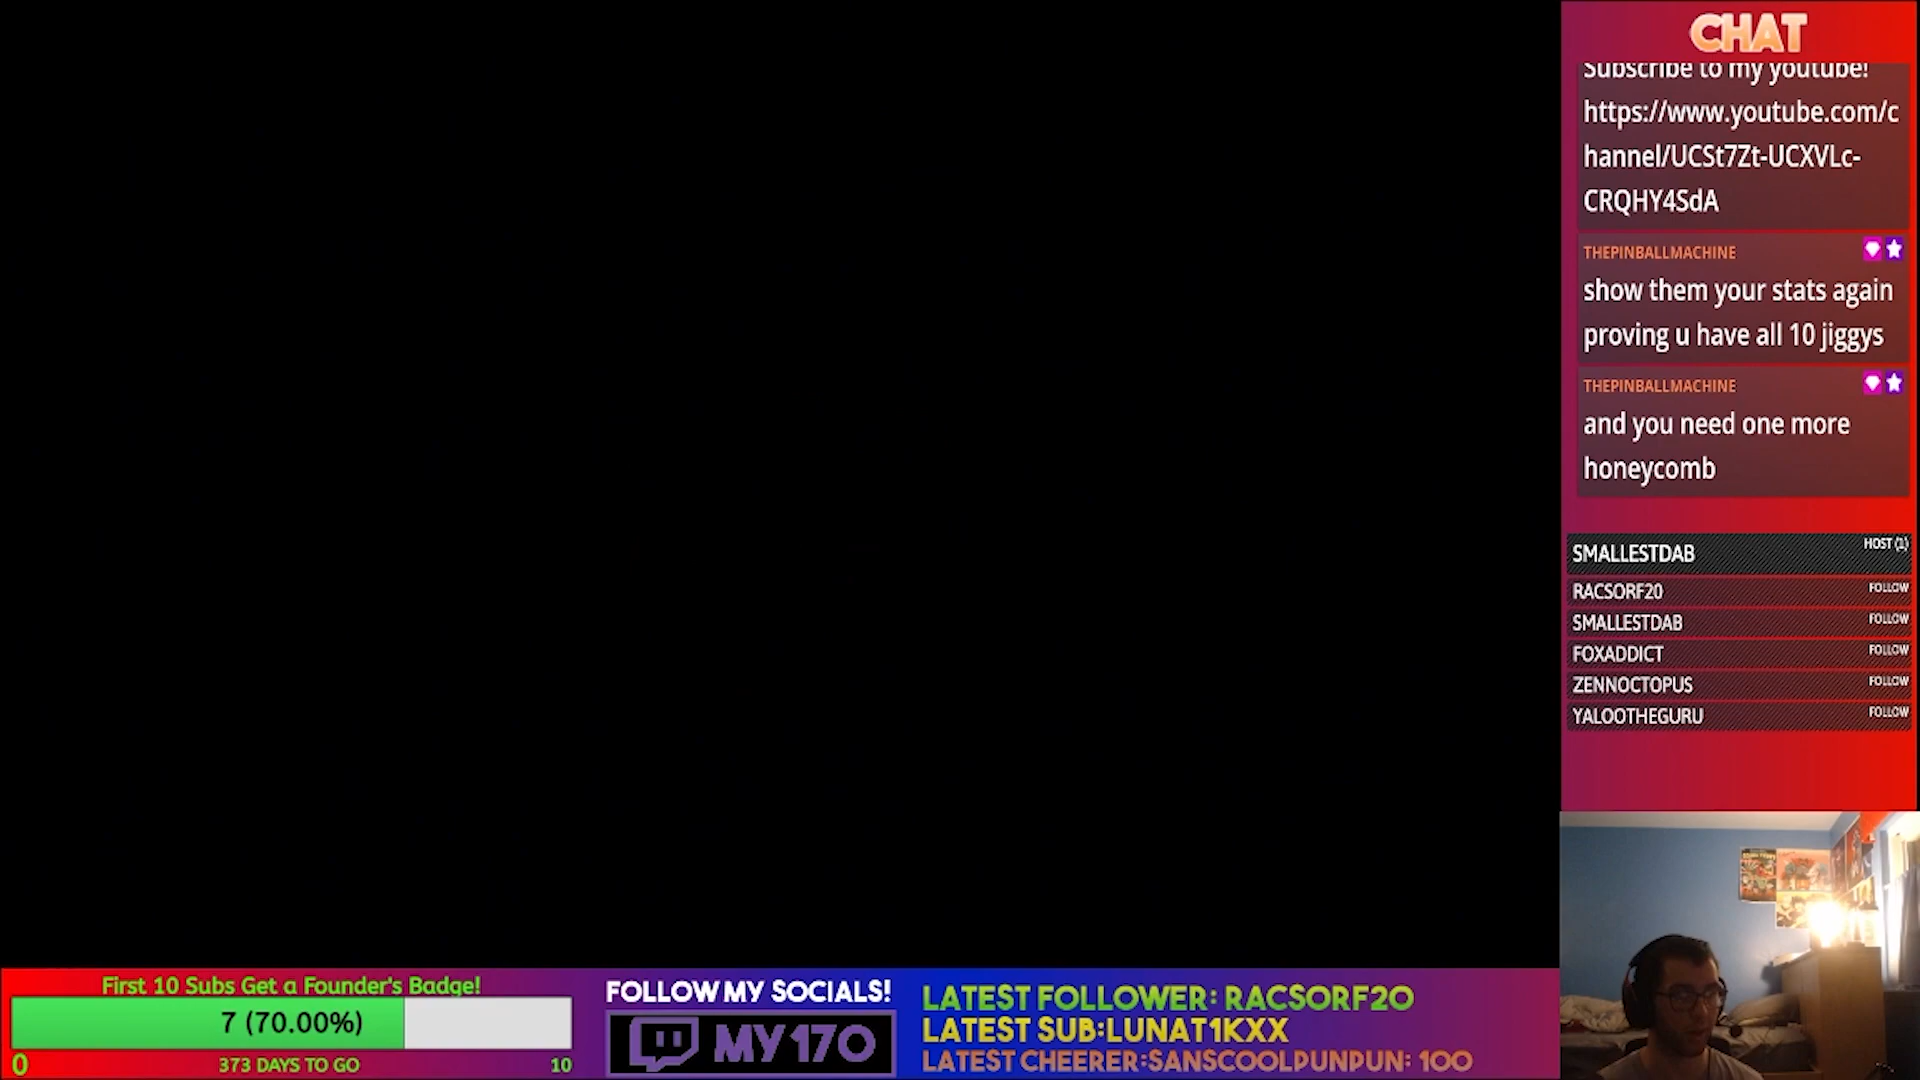 CHAT
Subscribe to my youtube!
https://www.youtube.com/c
hannel/UCSt7Zt-UCXVLc-
CRQHY4SdA
THEPINBALLMACHINE
show them your stats again
proving u have all 10 jiggys
THEPINBALLMACHINE
and you need one more
honeycomb
SMALLESTDAB HOST (1)
RACSORF20 FOLLOW
SMALLESTDAB FOLLOW
FOXADDICT FOLLOW
ZENNOCTOPUS FOLLOW
YALOOTHEGURU FOLLOW
First 10 Subs Get a Founder's Badge!
7 (70.00%)
0 373 DAYS TO GO 10
FOLLOW MY SOCIALS!
MY170
LATEST FOLLOWER: RACSORF20
LATEST SUB:LUNAT1KXX
LATEST CHEERER:SANSCOOLPUNPUN: 100